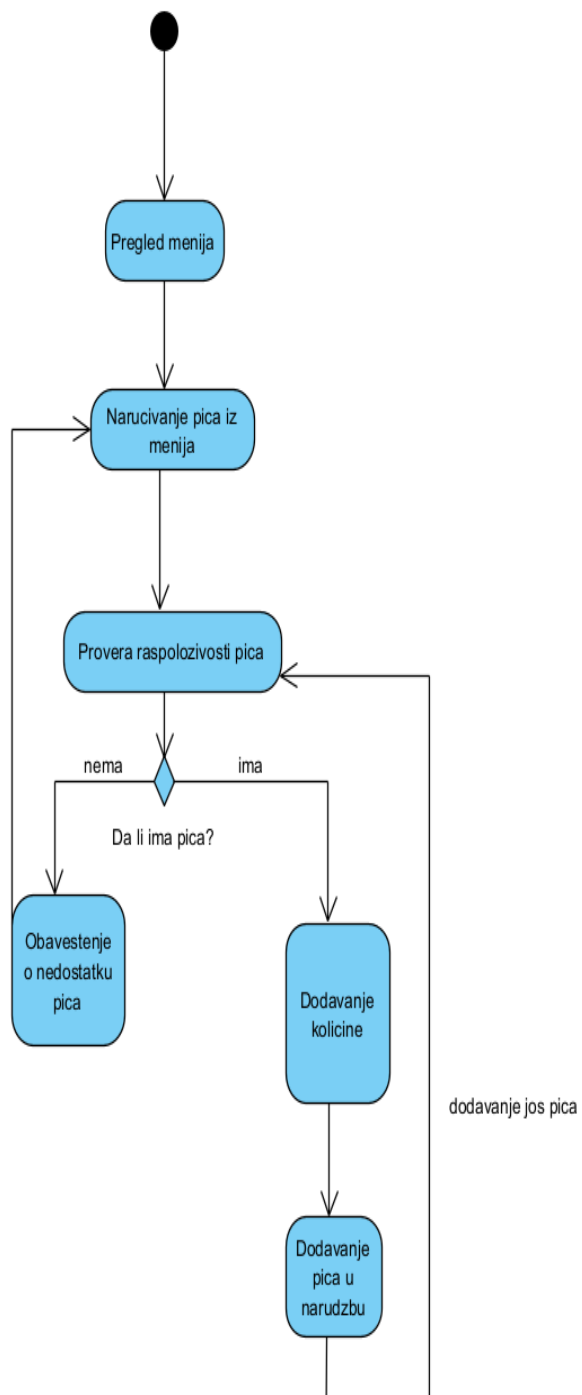 Pregled menija
Narucivanje pica iz
menija
Provera raspolozivosti pica
nema
ima
Da li ima pica?
Obavestenje
o nedostatku
pica
Dodavanje
kolicine
dodavanje jos pica
Dodavanje
pica u
narudzbu